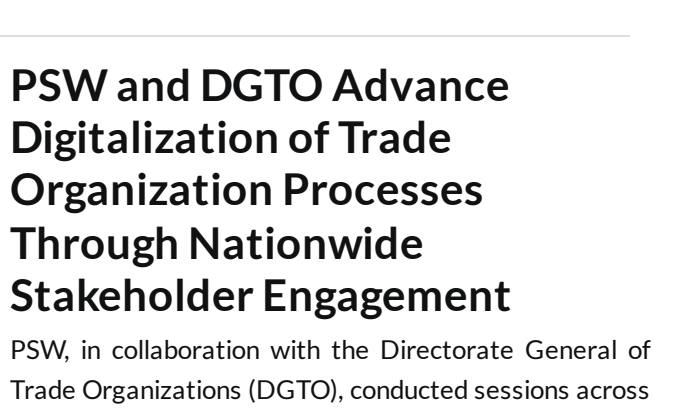 PSW and DGTO Advance
Digitalization of Trade
Organization Processes
Through Nationwide
Stakeholder Engagement
PSW, in collaboration with the Directorate General of
Trade Organizations (DGTO), conducted sessions across